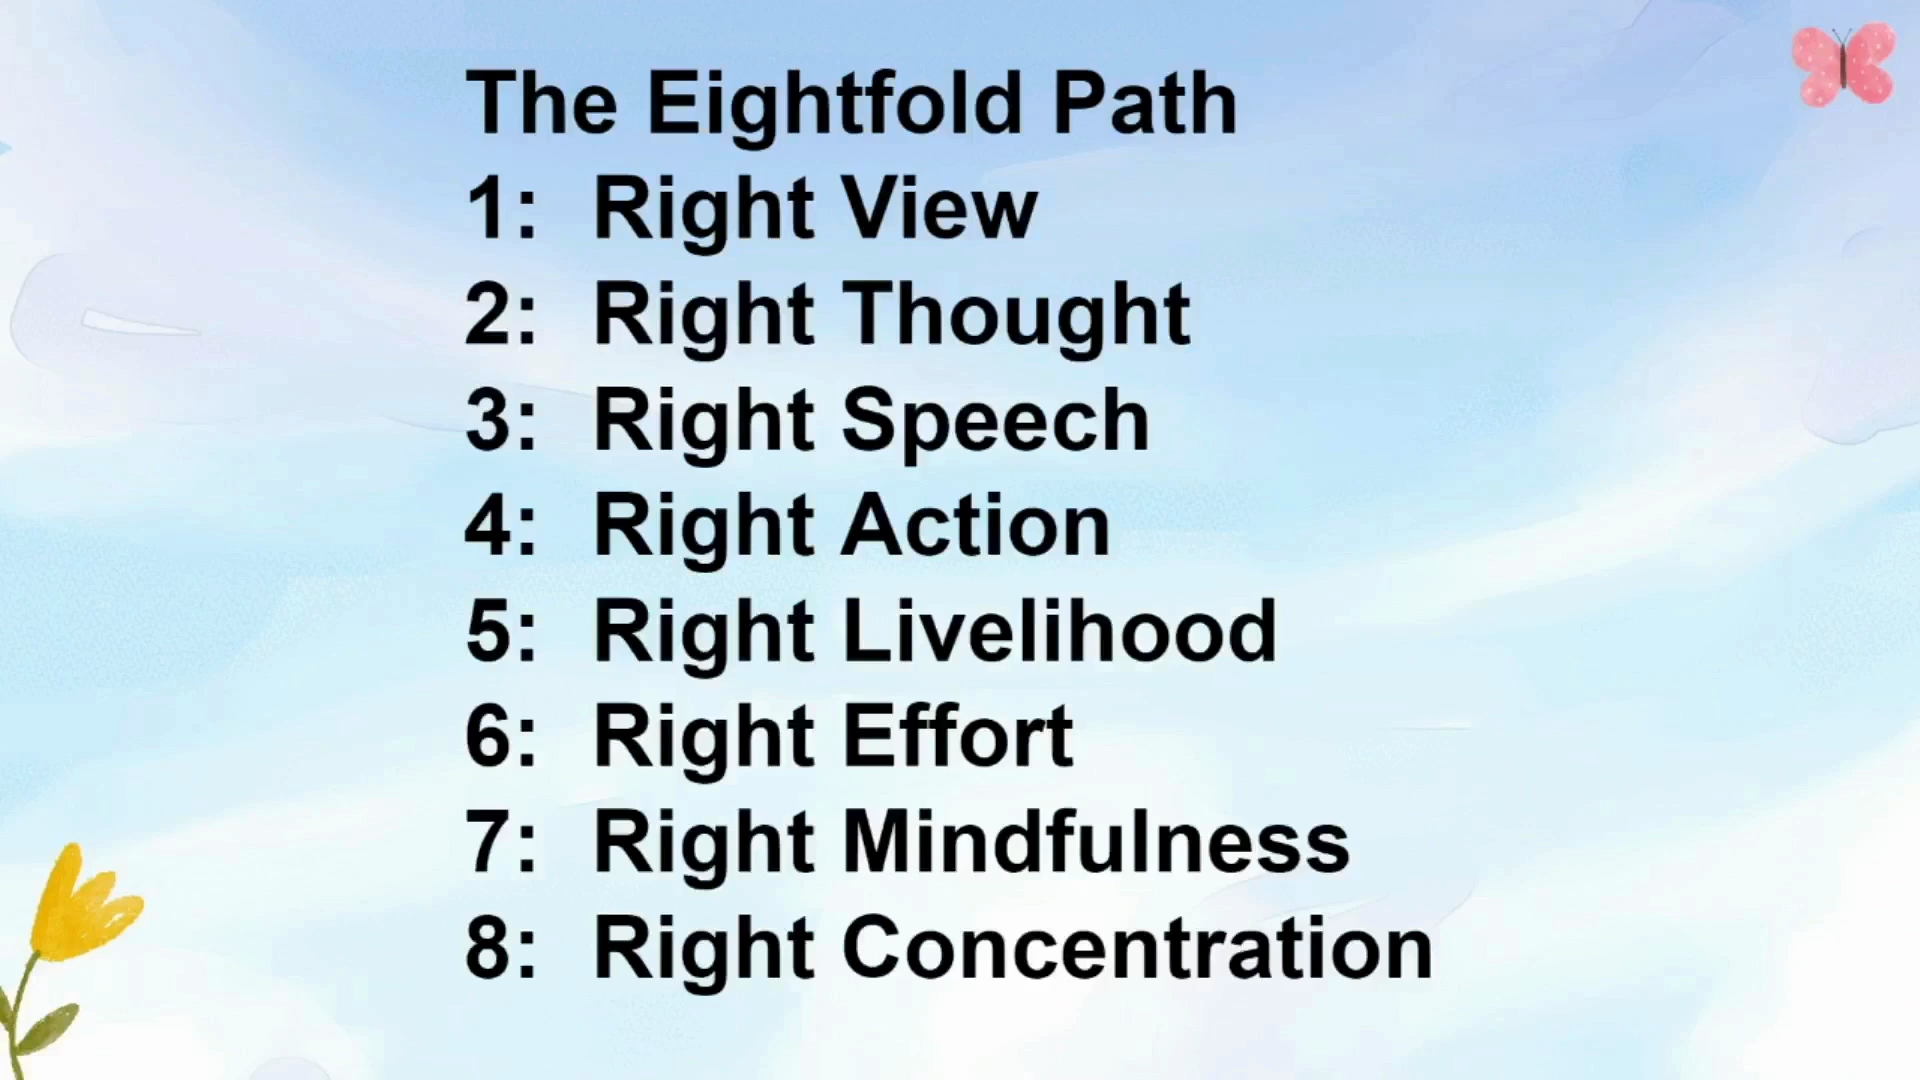 The Eightfold Path
1: Right View
2: Right Thought
3: Right Speech
4: Right Action
5: Right Livelihood
6: Right Effort
7: Right Mindfulness
8: Right Concentration